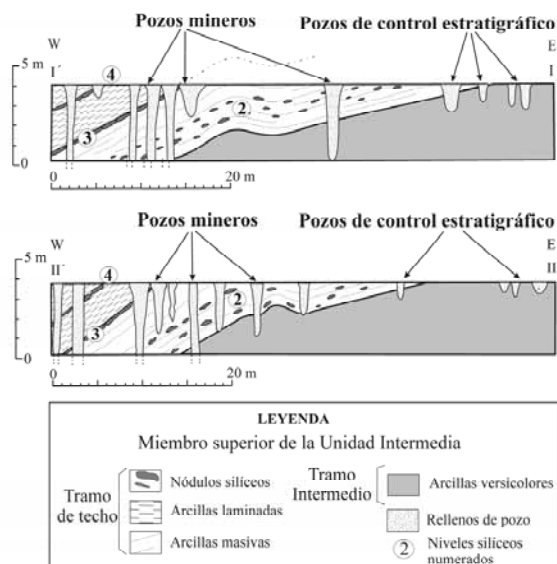 Pozos mineros
Pozos de control estratigráfico
W
E
5 m
I´
I
4
2
3
0
0
20 m
Pozos mineros
Pozos de control estratigráfico
W
E
5 m
II´
II
4
2
3
0
0
20 m
LEYENDA
Miembro superior de la Unidad Intermedia
Tramo
de techo
Nódulos silíceos
Arcillas laminadas
Arcillas masivas
Tramo
Intermedio
Arcillas versicolores
Rellenos de pozo
2
Niveles silíceos
numerados